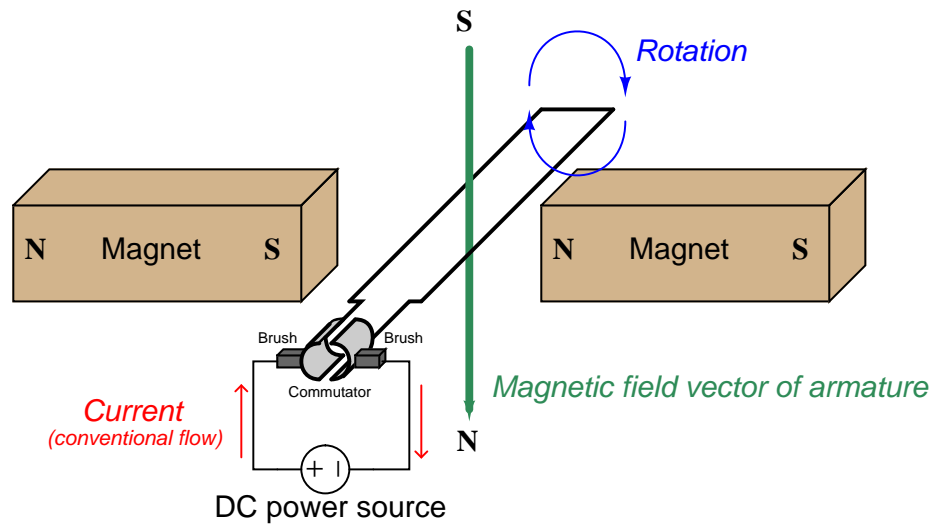 S
Rotation
N Magnet S
N Magnet S
Brush
Brush
Commutator
Magnetic field vector of armature
Current
(conventional flow)
N
+ -
DC power source